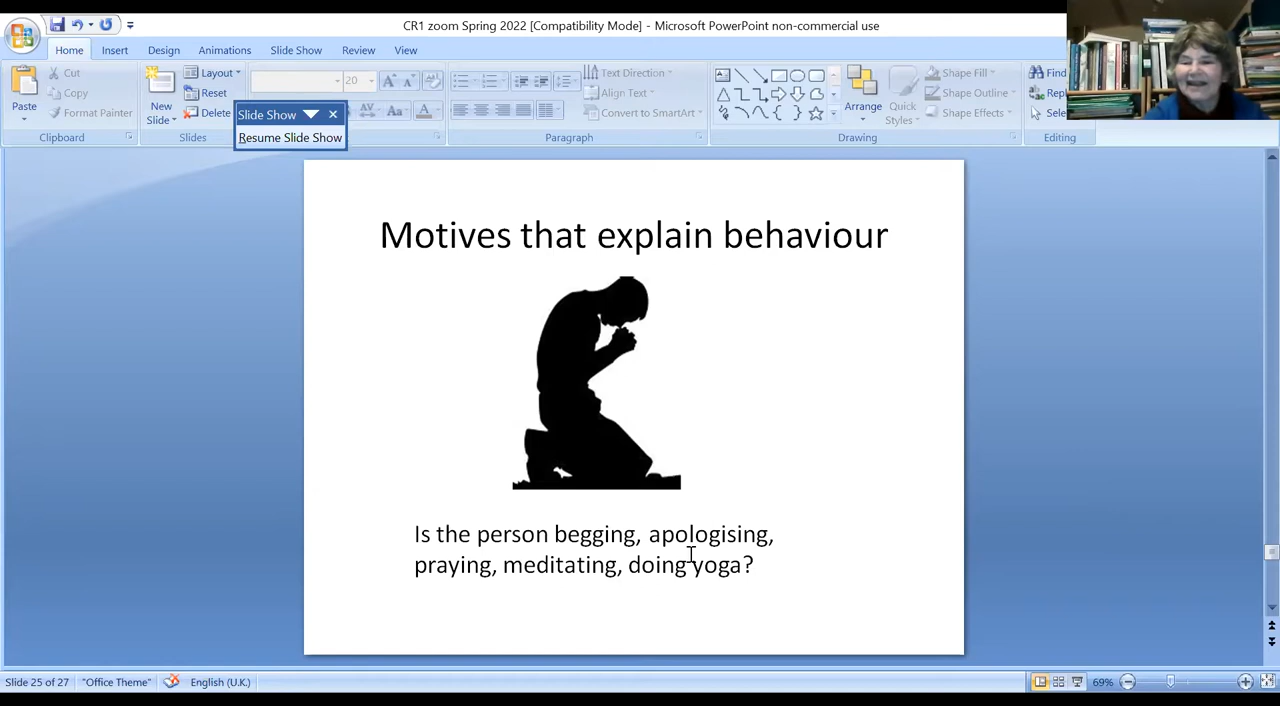 CR1 zoom Spring 2022 [Compatibility Mode] - Microsoft PowerPoint non-commercial use
Home Insert Design Animations Slide Show Review View
Cut
Copy
Format Painter
Paste
Clipboard
New
Slide
Layout
Reset
Delete
Slides
Slide Show
Resume Slide Show
20
Aa
A
Paragraph
Text Direction
Align Text
Convert to SmartArt
Arrange
Quick
Styles
Shape Fill
Shape Outline
Shape Effects
Drawing
Find
Editing
Motives that explain behaviour
Is the person begging, apologising,
praying, meditating, doing yoga?
Slide 25 of 27 "Office Theme" English (U.K.) 69%